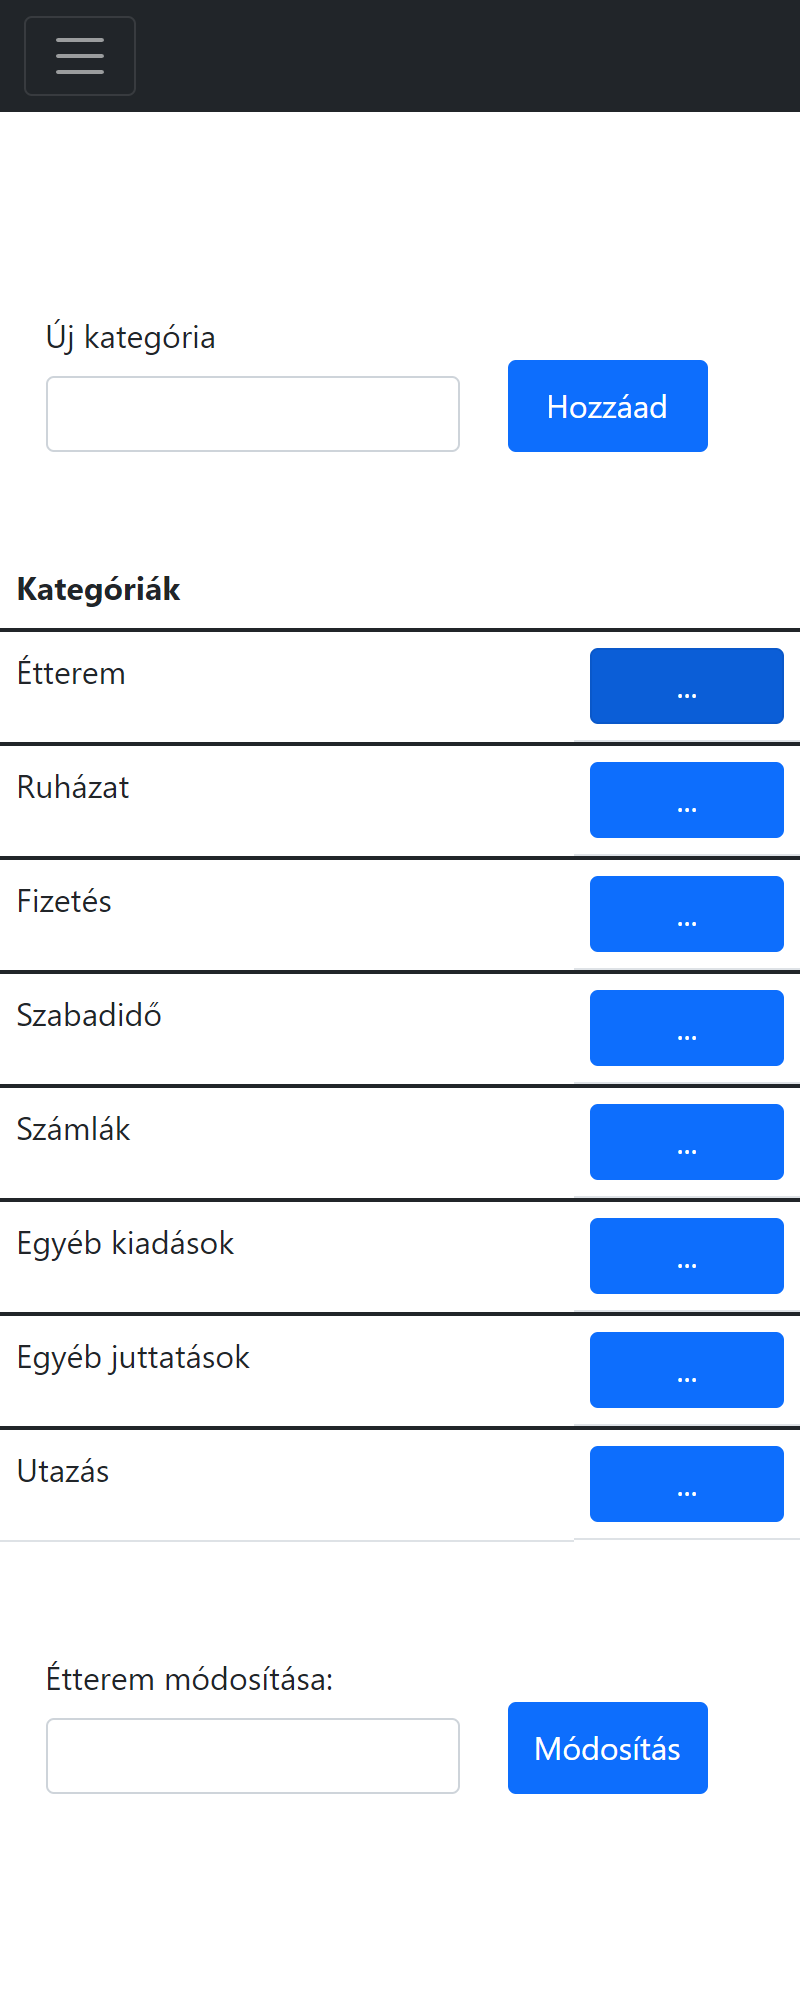 Új kategória
Hozzáad
Kategóriák
Étterem ...
Ruházat ...
Fizetés ...
Szabadidő ...
Számlák ...
Egyéb kiadások ...
Egyéb juttatások ...
Utazás ...
Étterem módosítása:
Módosítás